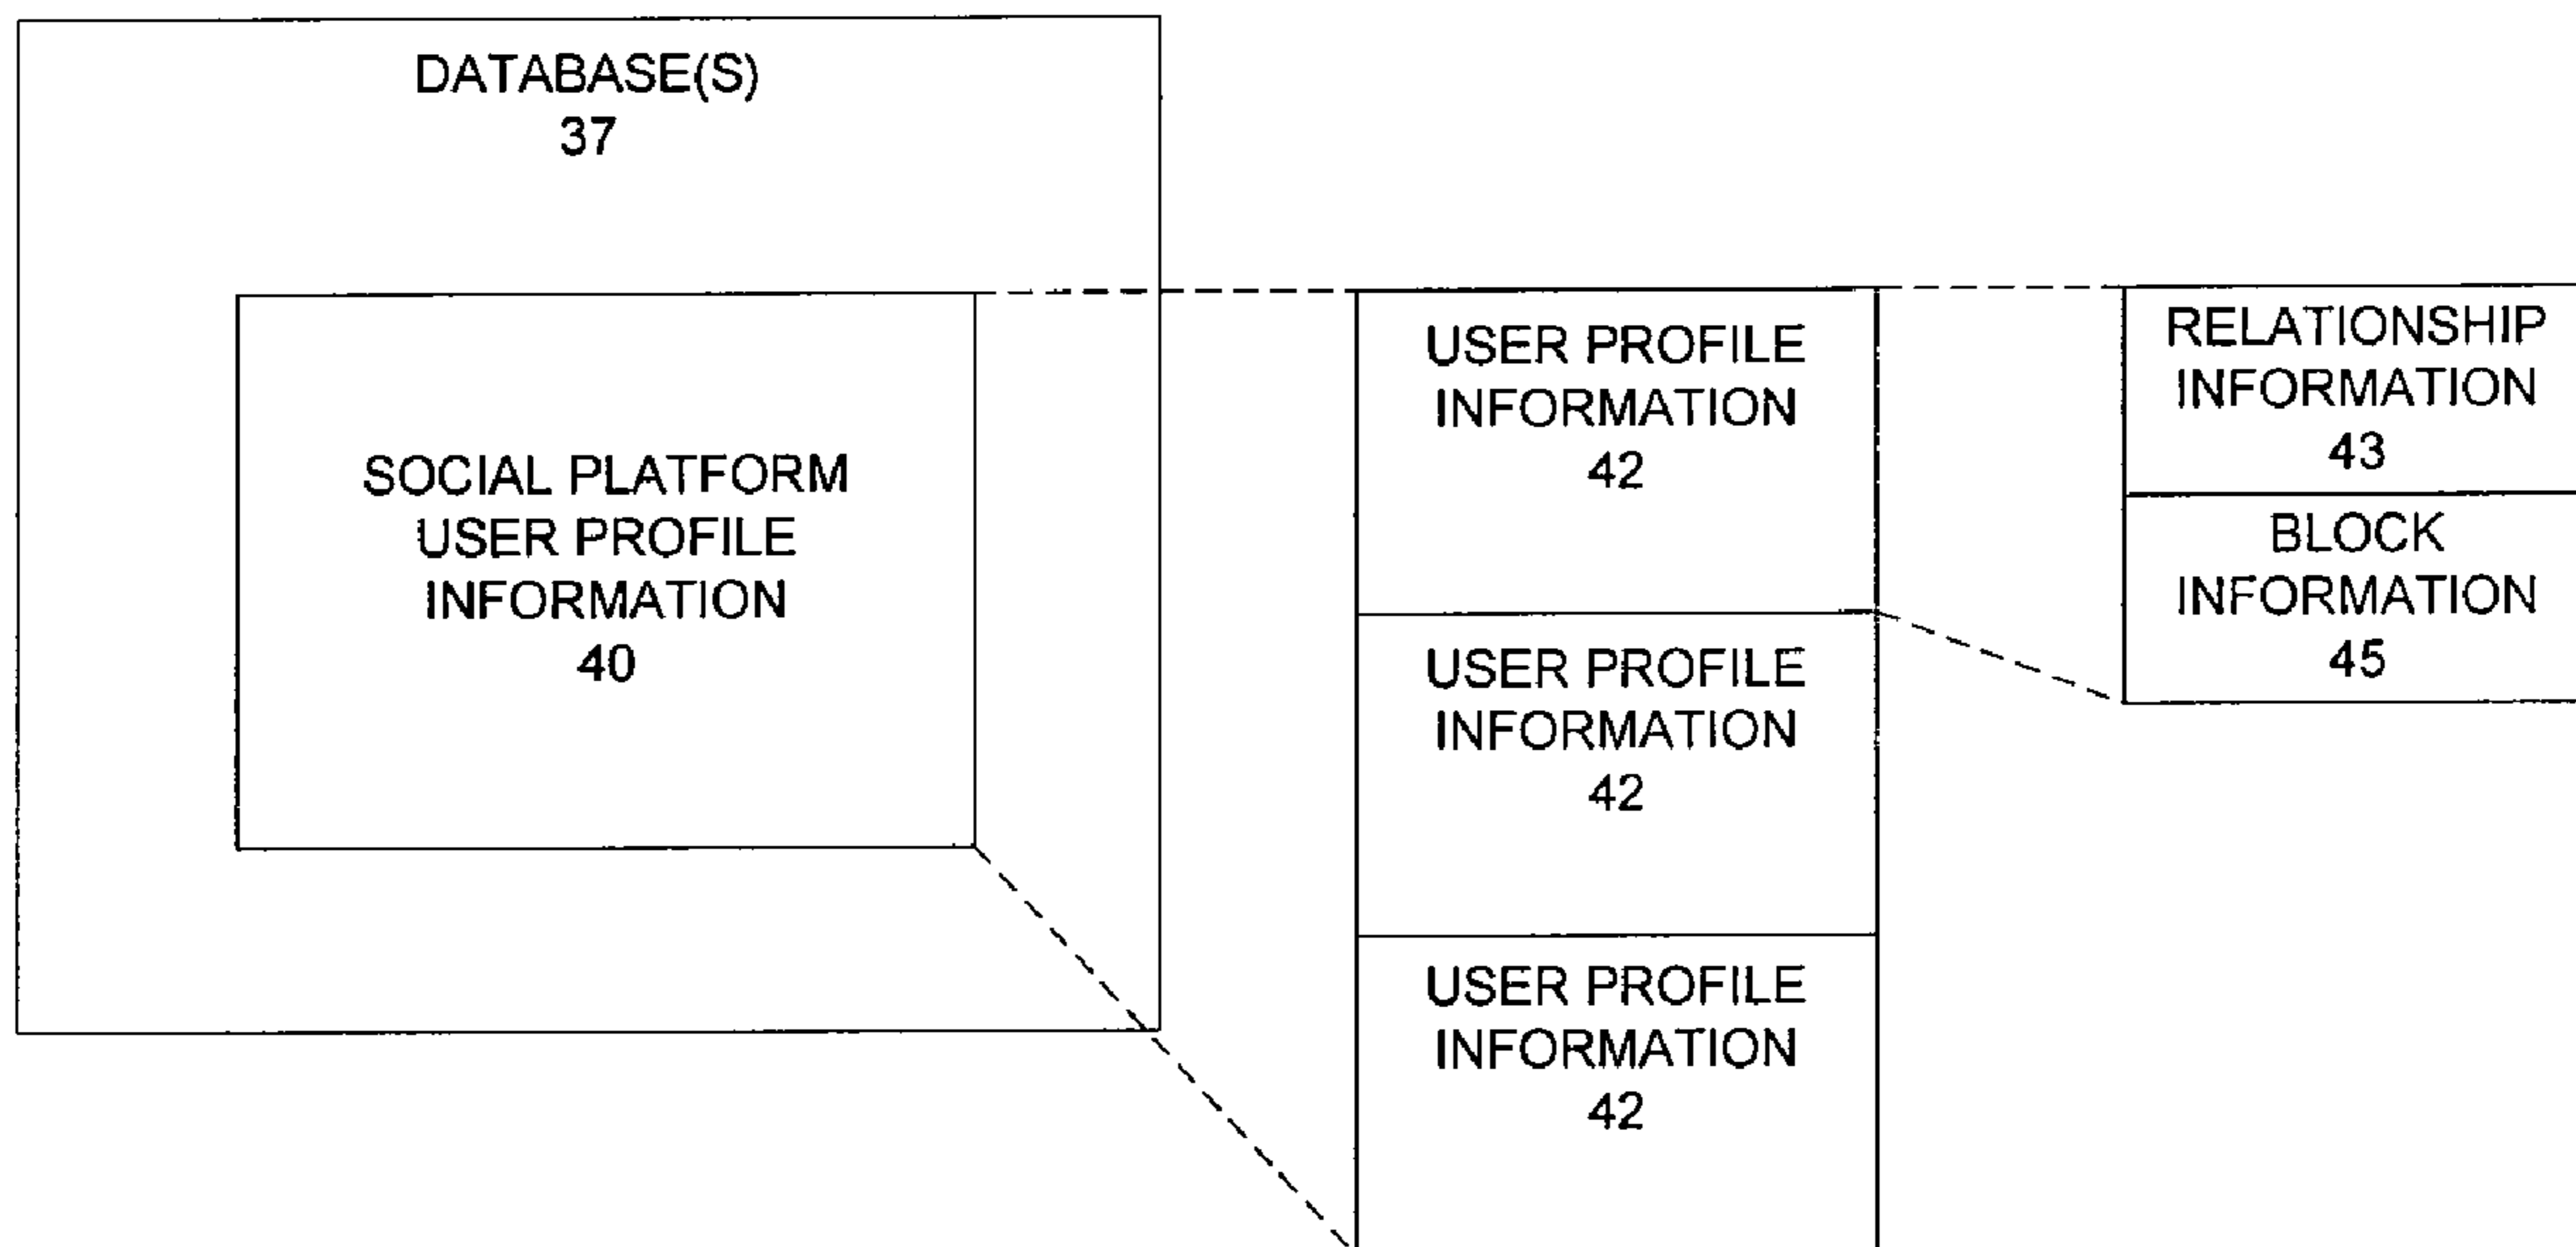 DATABASE(S)
37
SOCIAL PLATFORM
USER PROFILE
INFORMATION
40
USER PROFILE
INFORMATION
42
USER PROFILE
INFORMATION
42
USER PROFILE
INFORMATION
42
RELATIONSHIP
INFORMATION
43
BLOCK
INFORMATION
45